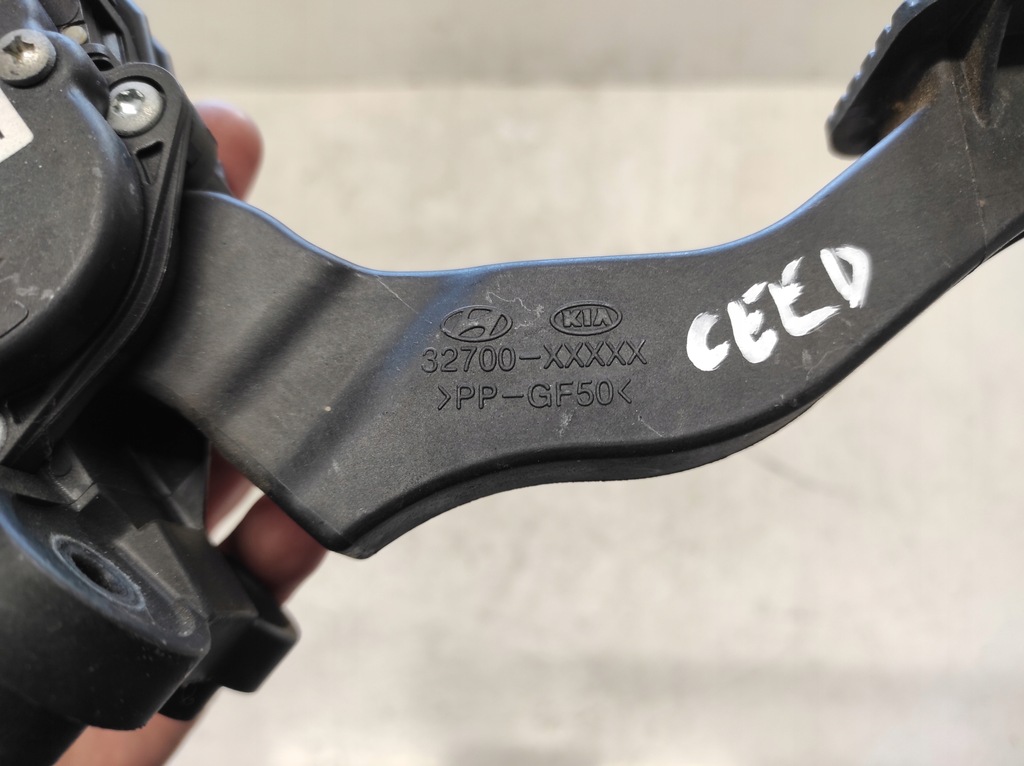 KIA
32700-XXXXX
>PP-GF50<
CEED